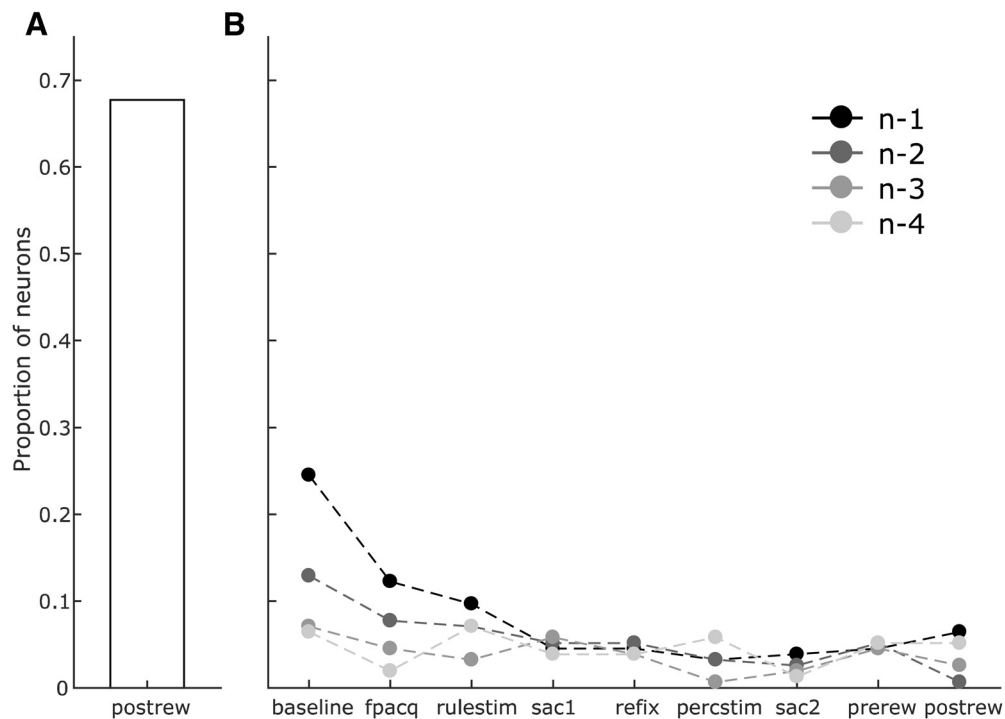 A
B
Proportion of neurons
0.7
0.6
0.5
0.4
0.3
0.2
0.1
0
postrew
n-1
n-2
n-3
n-4
baseline fpacq rulestim sac1 refix percstim sac2 prerew postrew